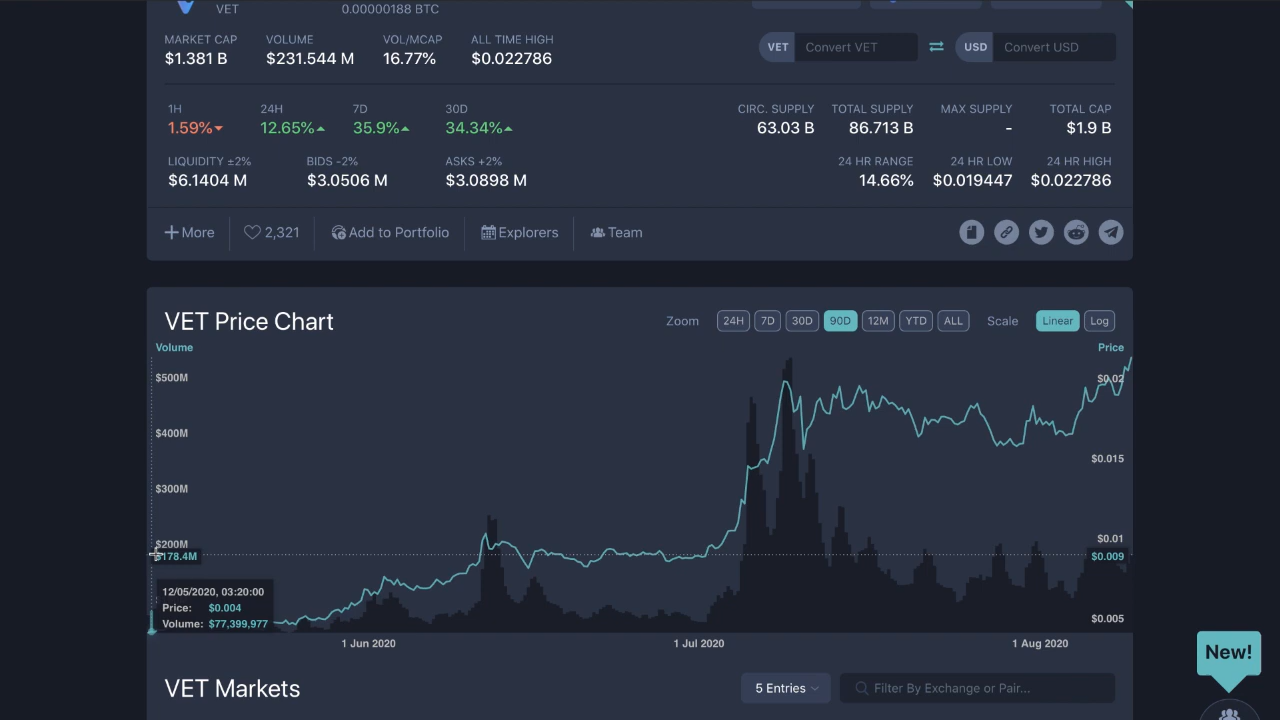 VET 0.00000188 BTC
MARKET CAP VOLUME VOL/MCAP ALL TIME HIGH
$1.381 B $231.544 M 16.77% $0.022786
VET Convert VET USD Convert USD
1H 24H 7D 30D CIRC. SUPPLY TOTAL SUPPLY MAX SUPPLY TOTAL CAP
1.59% 12.65% 35.9% 34.34% 63.03 B 86.713 B - $1.9 B
LIQUIDITY ±2% BIDS -2% ASKS +2% 24 HR RANGE 24 HR LOW 24 HR HIGH
$6.1404 M $3.0506 M $3.0898 M 14.66% $0.019447 $0.022786
+ More 2,321 Add to Portfolio Explorers Team
VET Price Chart Zoom 24H 7D 30D 90D 12M YTD ALL Scale Linear Log
Volume Price
$500M $0.02
$400M
$0.015
$300M
$200M $0.01
$178.4M $0.009
12/05/2020, 03:20:00
Price: $0.004
Volume: $77,399,977 $0.005
1 Jun 2020 1 Jul 2020 1 Aug 2020
New!
VET Markets 5 Entries Filter By Exchange or Pair...